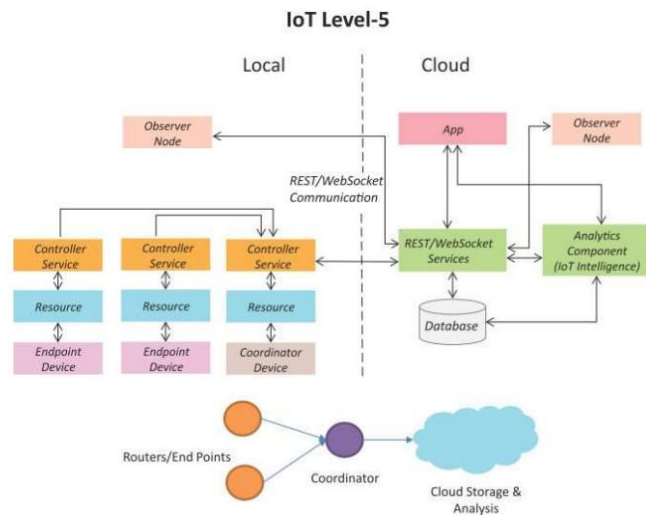 IoT Level-5
Local
Cloud
Observer
Node
App
Observer
Node
REST/WebSocket
Communication
Controller
Service
Controller
Service
Controller
Service
REST/WebSocket
Services
Analytics
Component
(IoT Intelligence)
Resource
Resource
Resource
Database
Endpoint
Device
Endpoint
Device
Coordinator
Device
Routers/End Points
Coordinator
Cloud Storage &
Analysis